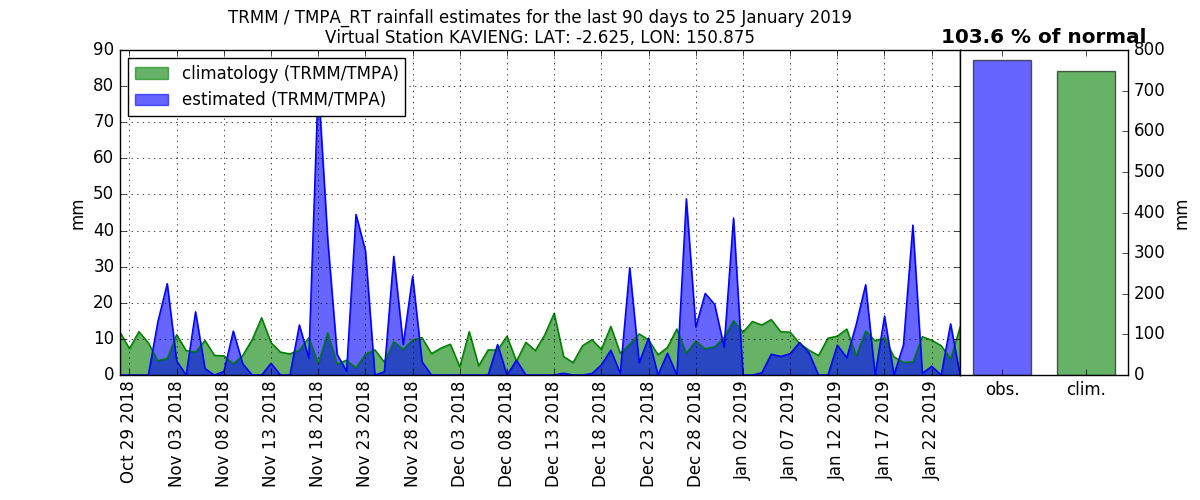 TRMM / TMPA_RT rainfall estimates for the last 90 days to 25 January 2019
Virtual Station KAVIENG: LAT: -2.625, LON: 150.875
103.6 % of normal
climatology (TRMM/TMPA)
estimated (TRMM/TMPA)
mm
90
80
70
60
50
40
30
20
10
0
Oct 29 2018
Nov 03 2018
Nov 08 2018
Nov 13 2018
Nov 18 2018
Nov 23 2018
Nov 28 2018
Dec 03 2018
Dec 08 2018
Dec 13 2018
Dec 18 2018
Dec 23 2018
Dec 28 2018
Jan 02 2019
Jan 07 2019
Jan 12 2019
Jan 17 2019
Jan 22 2019
800
700
600
500
400
300
200
100
0
mm
obs.
clim.